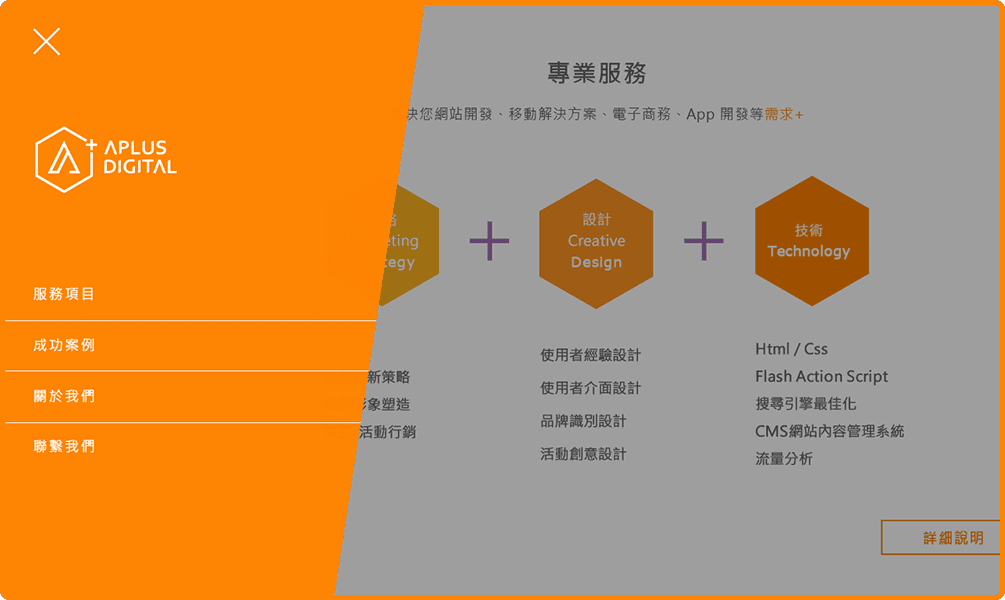 APLUS
DIGITAL
服務項目
成功案例
關於我們
聯繫我們
專業服務
決您網站開發、移動解決方案、電子商務、App 開發等需求+
eting
egy
設計
Creative
Design
技術
Technology
新策略
象塑造
活動行銷
使用者經驗設計
使用者介面設計
品牌識別設計
活動創意設計
Html / Css
Flash Action Script
搜尋引擎最佳化
CMS網站內容管理系統
流量分析
詳細說明